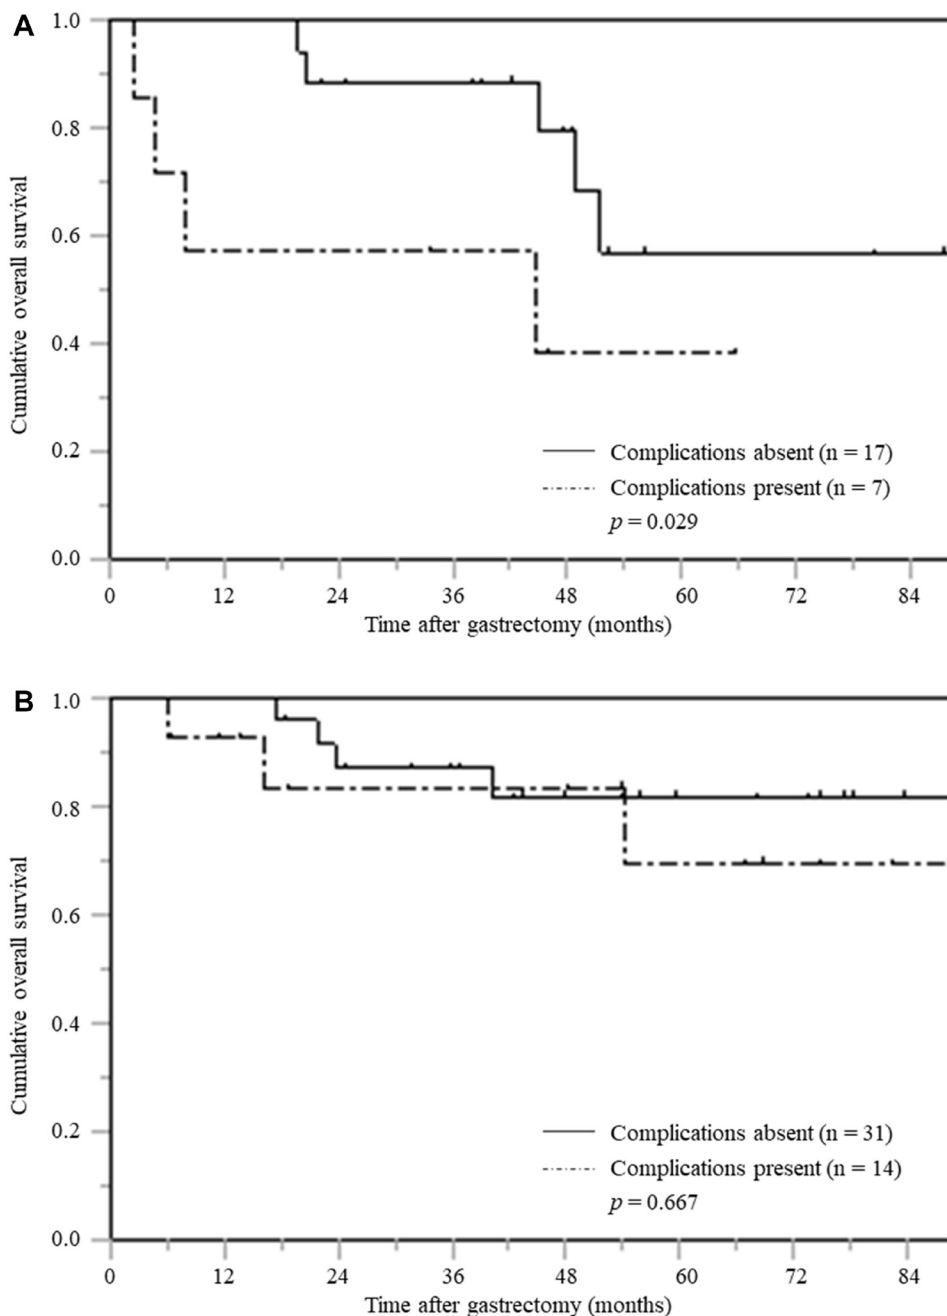 A
1.0
0.8
0.6
0.4
0.2
0.0
Cumulative overall survival
Complications absent (n = 17)
Complications present (n = 7)
p = 0.029
0 12 24 36 48 60 72 84
Time after gastrectomy (months)
B
1.0
0.8
0.6
0.4
0.2
0.0
Cumulative overall survival
Complications absent (n = 31)
Complications present (n = 14)
p = 0.667
0 12 24 36 48 60 72 84
Time after gastrectomy (months)